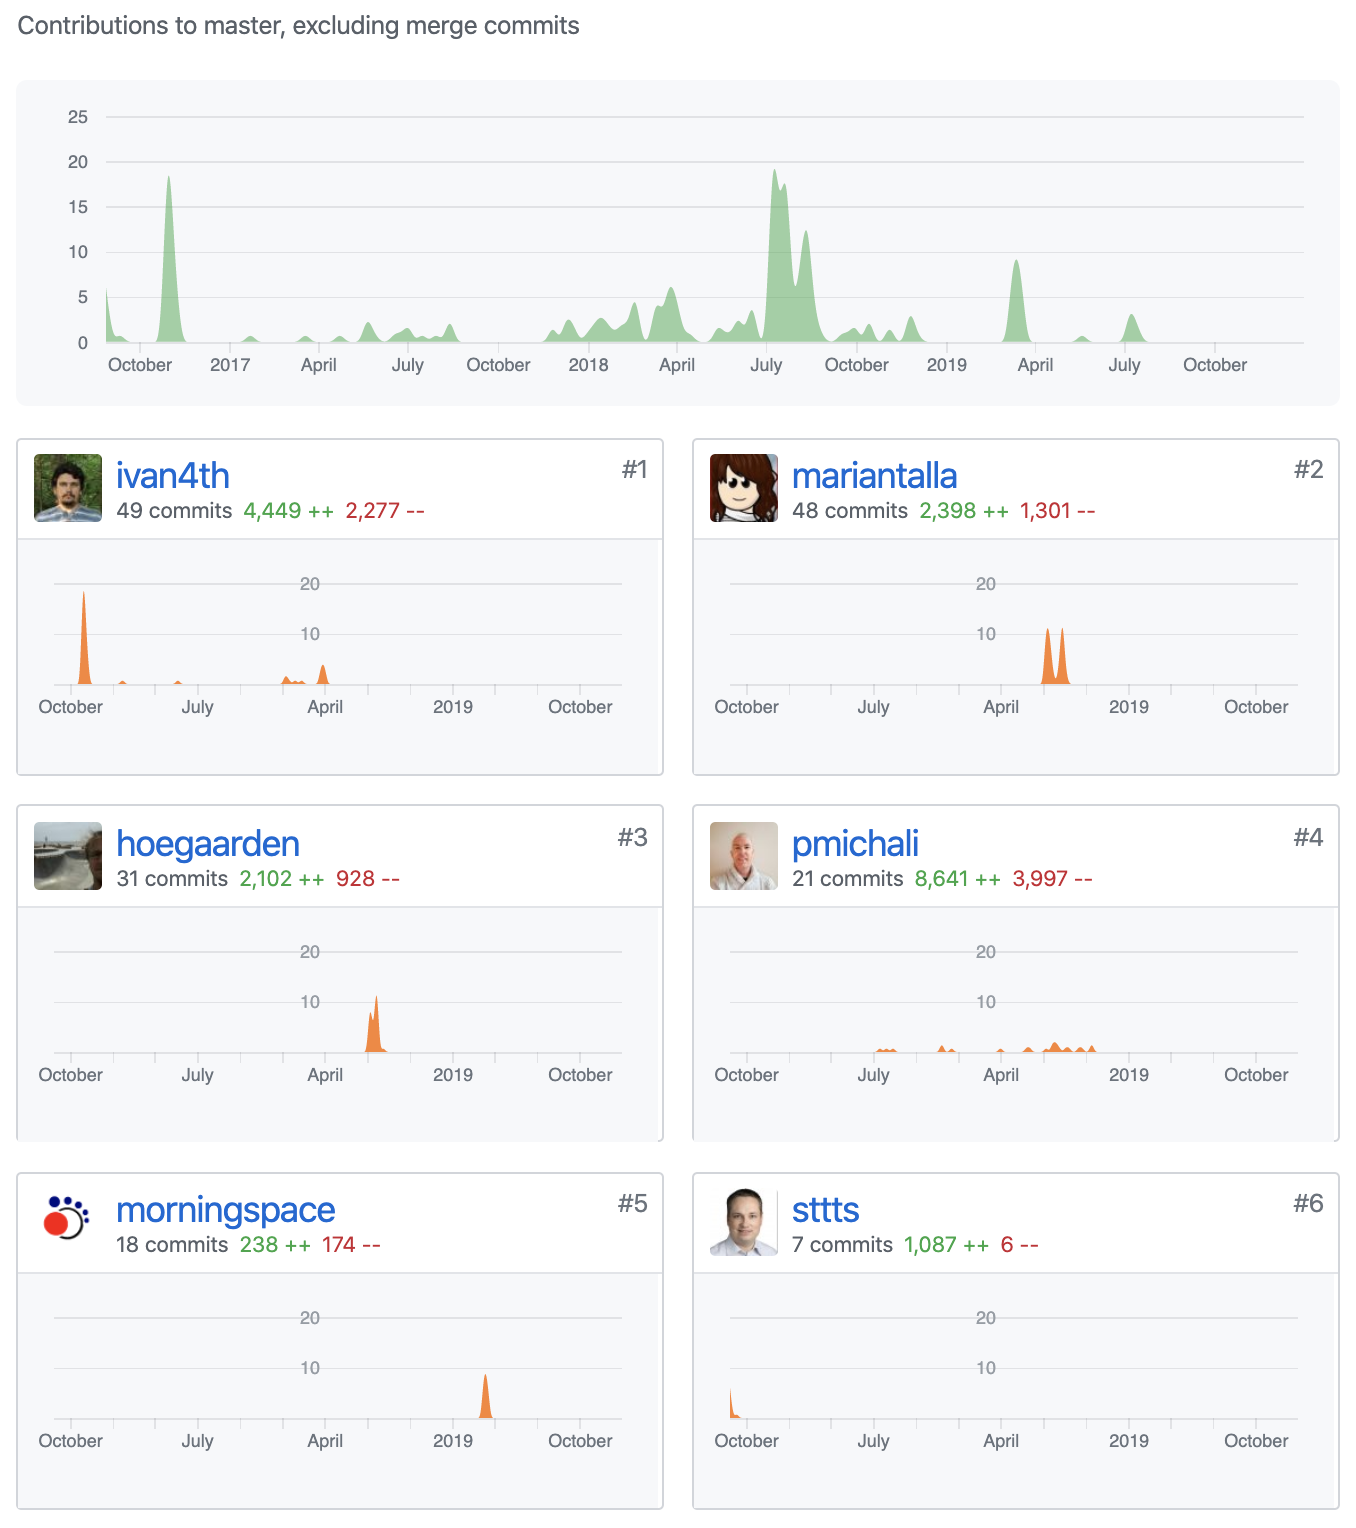 Contributions to master, excluding merge commits
25
20
15
10
5
0
October 2017 April July October 2018 April July October 2019 April July October
ivan4th #1
49 commits 4,449 ++ 2,277 --
20
10
October July April 2019 October
mariantalla #2
48 commits 2,398 ++ 1,301 --
20
10
October July April 2019 October
hoegaarden #3
31 commits 2,102 ++ 928 --
20
10
October July April 2019 October
pmichali #4
21 commits 8,641 ++ 3,997 --
20
10
October July April 2019 October
morningspace #5
18 commits 238 ++ 174 --
20
10
October July April 2019 October
sttts #6
7 commits 1,087 ++ 6 --
20
10
October July April 2019 October